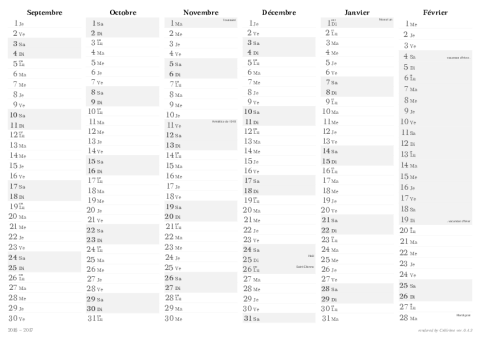 Septembre
1 Je
2 Ve
3 Sa
4 Di
5 Lu
6 Ma
7 Me
8 Je
9 Ve
10 Sa
11 Di
12 Lu
13 Ma
14 Me
15 Je
16 Ve
17 Sa
18 Di
19 Lu
20 Ma
21 Me
22 Je
23 Ve
24 Sa
25 Di
26 Lu
27 Ma
28 Me
29 Je
30 Ve
Octobre
1 Sa
2 Di
3 Lu
4 Ma
5 Me
6 Je
7 Ve
8 Sa
9 Di
10 Lu
11 Ma
12 Me
13 Je
14 Ve
15 Sa
16 Di
17 Lu
18 Ma
19 Me
20 Je
21 Ve
22 Sa
23 Di
24 Lu
25 Ma
26 Me
27 Je
28 Ve
29 Sa
30 Di
31 Lu
Novembre
1 Ma
2 Me
3 Je
4 Ve
5 Sa
6 Di
7 Lu
8 Ma
9 Me
10 Je
11 Ve
12 Sa
13 Di
14 Lu
15 Ma
16 Me
17 Je
18 Ve
19 Sa
20 Di
21 Lu
22 Ma
23 Me
24 Je
25 Ve
26 Sa
27 Di
28 Lu
29 Ma
30 Me
Décembre
1 Je
2 Ve
3 Sa
4 Di
5 Lu
6 Ma
7 Me
8 Je
9 Ve
10 Sa
11 Di
12 Lu
13 Ma
14 Me
15 Je
16 Ve
17 Sa
18 Di
19 Lu
20 Ma
21 Me
22 Je
23 Ve
24 Sa
25 Di
26 Lu
27 Ma
28 Me
29 Je
30 Ve
31 Sa
Janvier
1 Di
2 Lu
3 Ma
4 Me
5 Je
6 Ve
7 Sa
8 Di
9 Lu
10 Ma
11 Me
12 Je
13 Ve
14 Sa
15 Di
16 Lu
17 Ma
18 Me
19 Je
20 Ve
21 Sa
22 Di
23 Lu
24 Ma
25 Me
26 Je
27 Ve
28 Sa
29 Di
30 Lu
31 Ma
Février
1 Me
2 Je
3 Ve
4 Sa
5 Di
6 Lu
7 Ma
8 Me
9 Je
10 Ve
11 Sa
12 Di
13 Lu
14 Ma
15 Me
16 Je
17 Ve
18 Sa
19 Di
20 Lu
21 Ma
22 Me
23 Je
24 Ve
25 Sa
26 Di
27 Lu
28 Ma
2016 - 2017